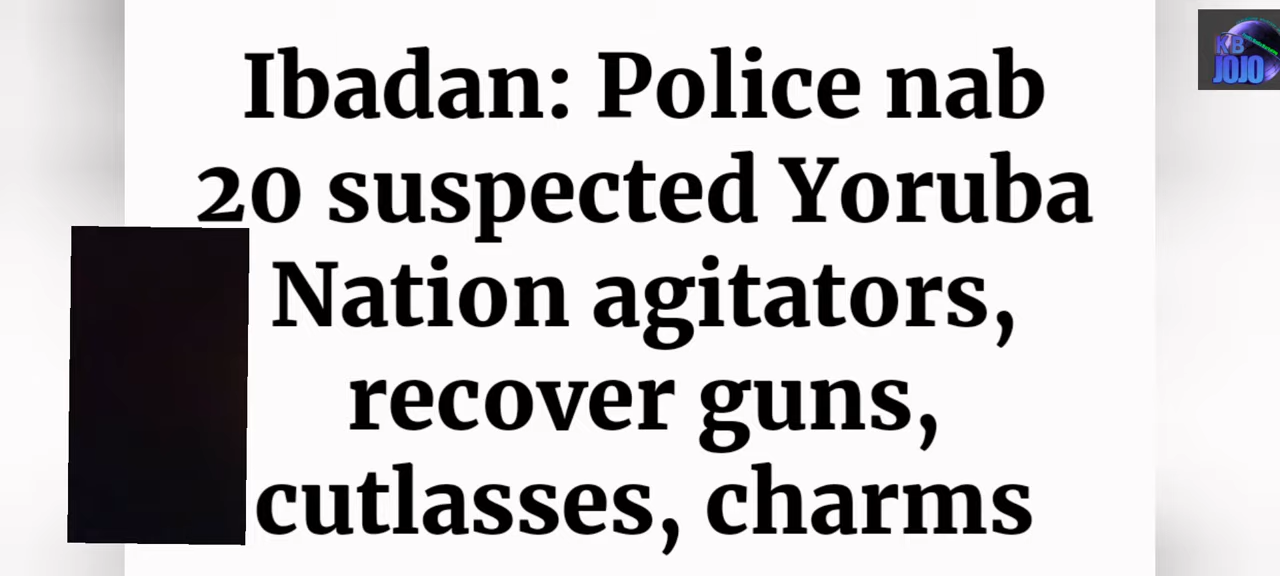 Ibadan: Police nab
20 suspected Yoruba
Nation agitators,
recover guns,
cutlasses, charms
KB
JOJO